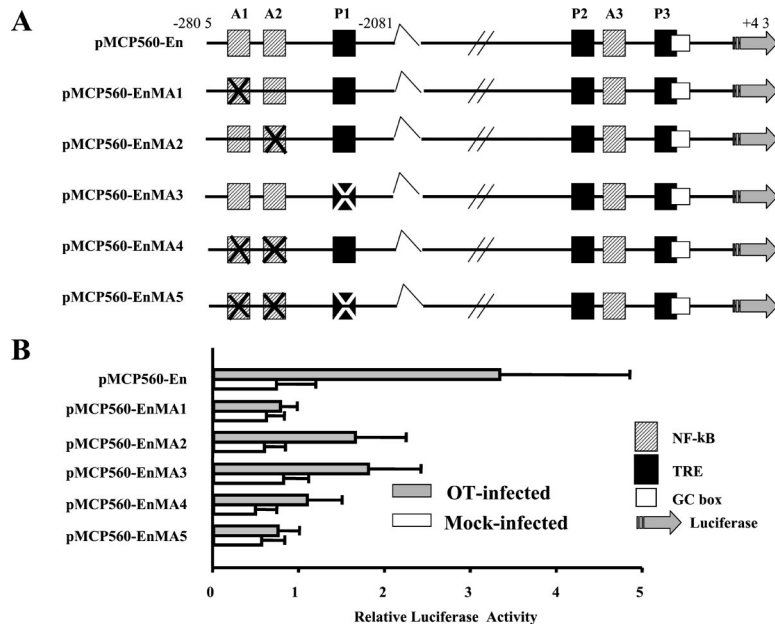 A
-280 5 A1 A2 P1 -2081 P2 A3 P3 +4 3
pMCP560-En
pMCP560-EnMA1
pMCP560-EnMA2
pMCP560-EnMA3
pMCP560-EnMA4
pMCP560-EnMA5
B
pMCP560-En
pMCP560-EnMA1
pMCP560-EnMA2
pMCP560-EnMA3
pMCP560-EnMA4
pMCP560-EnMA5
OT-infected
Mock-infected
NF-kB
TRE
GC box
Luciferase
0 1 2 3 4 5
Relative Luciferase Activity